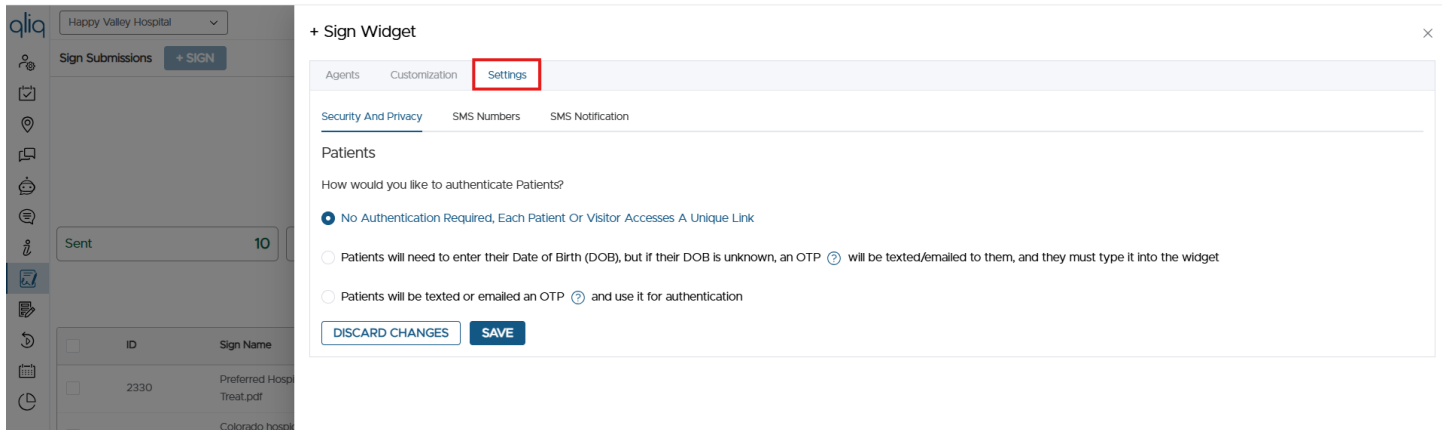 qliq
Happy Valley Hospital
Sign Submissions
+ SIGN
Sent
10
ID
Sign Name
2330
Preferred Hospi
Treat.pdf
Colorado hospic
+ Sign Widget
Agents
Customization
Settings
Security And Privacy
SMS Numbers
SMS Notification
Patients
How would you like to authenticate Patients?
No Authentication Required, Each Patient Or Visitor Accesses A Unique Link
Patients will need to enter their Date of Birth (DOB), but if their DOB is unknown, an OTP ? will be texted/emailed to them, and they must type it into the widget
Patients will be texted or emailed an OTP ? and use it for authentication
DISCARD CHANGES
SAVE